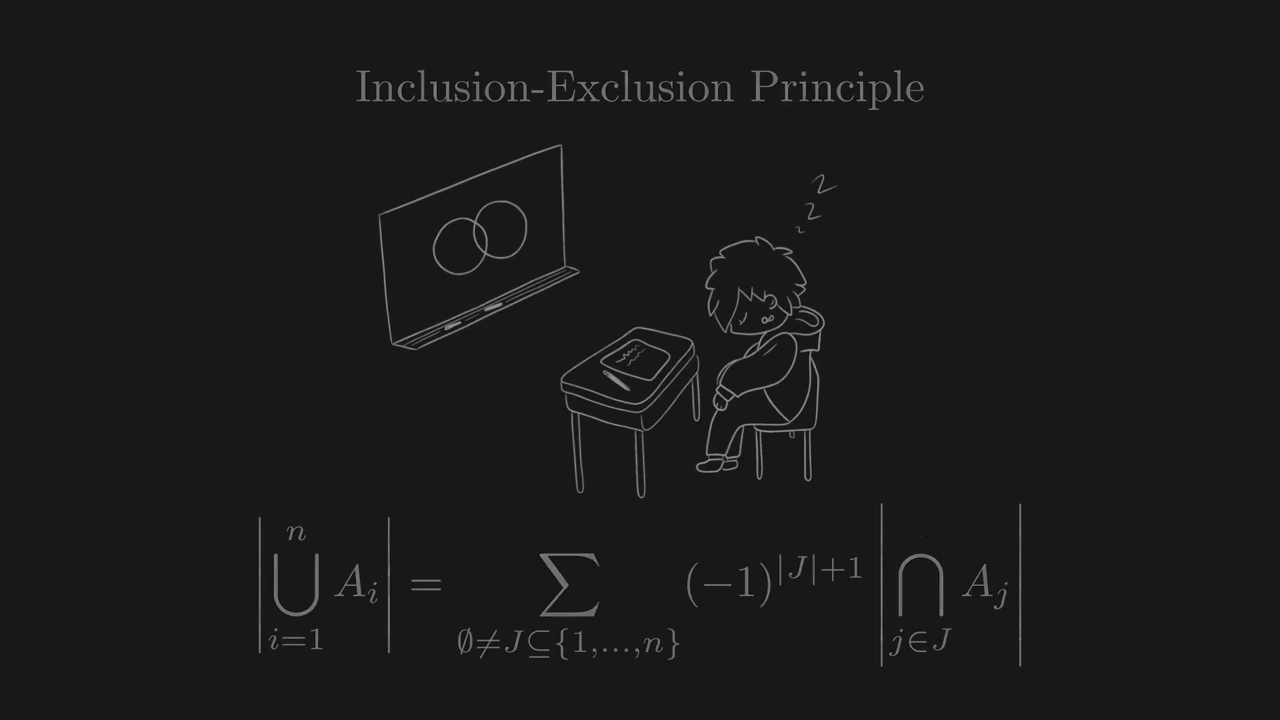 Inclusion-Exclusion Principle
z z z
|⋃_{i=1}^{n} A_i| = ∑_{∅≠J⊆{1,...,n}} (−1)^{|J|+1} |⋂_{j∈J} A_j|